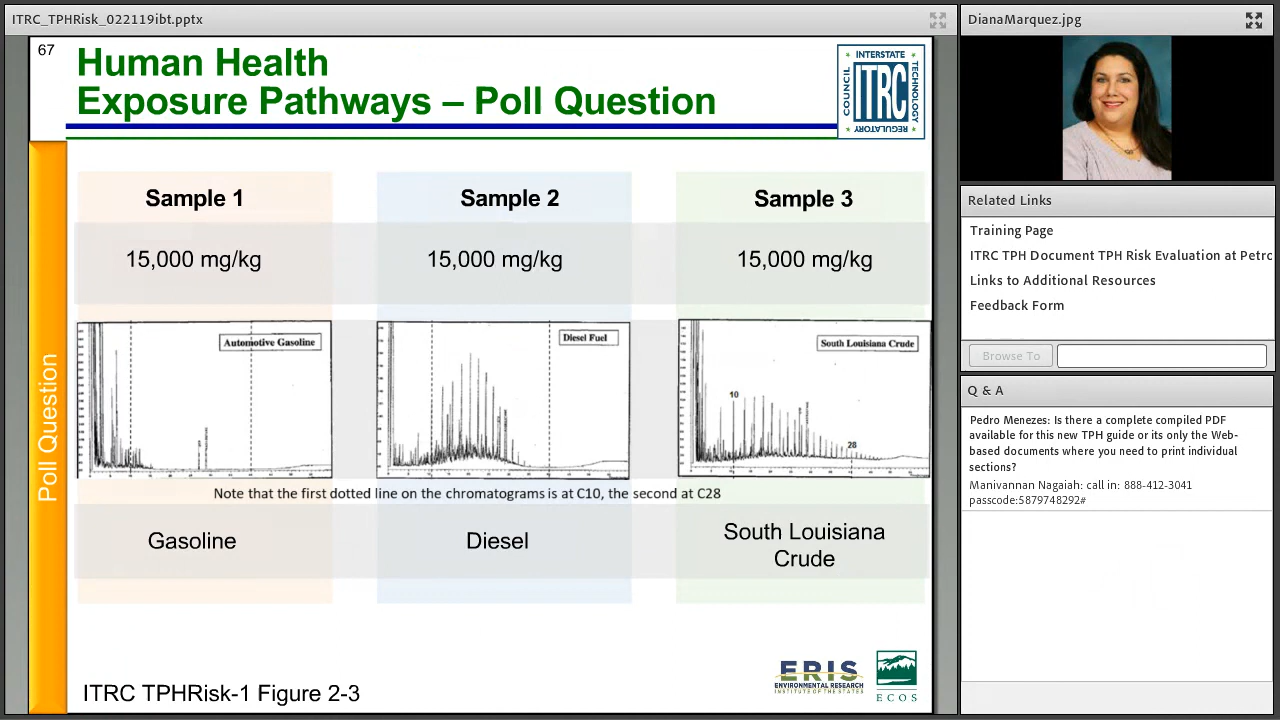 ITRC_TPHRisk_022119ibt.pptx
67
Human Health
Exposure Pathways – Poll Question
INTERSTATE
COUNCIL
ITRC
TECHNOLOGY
REGULATORY
Poll Question
Sample 1
Sample 2
Sample 3
15,000 mg/kg
15,000 mg/kg
15,000 mg/kg
Automotive Gasoline
Diesel Fuel
South Louisiana Crude
10
28
Note that the first dotted line on the chromatograms is at C10, the second at C28
Gasoline
Diesel
South Louisiana
Crude
ITRC TPHRisk-1 Figure 2-3
ERIS
ENVIRONMENTAL RESEARCH
INSTITUTE OF THE STATES
ECOS
DianaMarquez.jpg
Related Links
Training Page
ITRC TPH Document TPH Risk Evaluation at Petrc
Links to Additional Resources
Feedback Form
Browse To
Q & A
Pedro Menezes: Is there a complete compiled PDF
available for this new TPH guide or its only the Web-
based documents where you need to print individual
sections?
Manivannan Nagaiah: call in: 888-412-3041
passcode:5879748292#